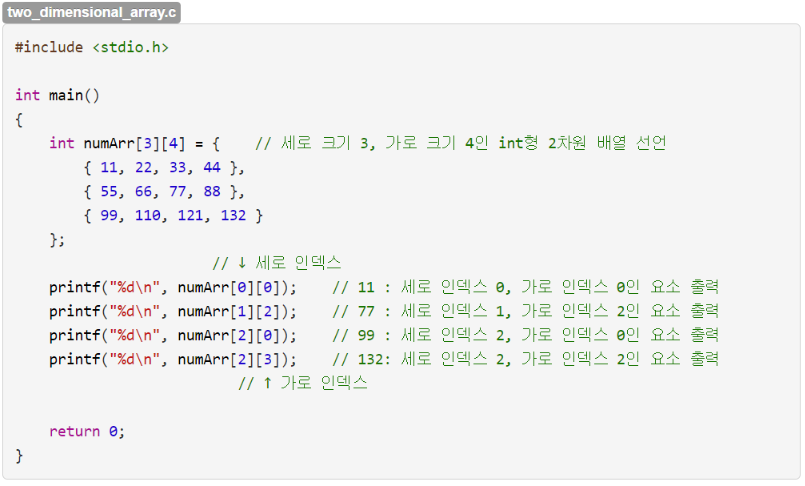 two_dimensional_array.c
#include <stdio.h>
int main()
{
int numArr[3][4] = {    // 세로 크기 3, 가로 크기 4인 int형 2차원 배열 선언
{ 11, 22, 33, 44 },
{ 55, 66, 77, 88 },
{ 99, 110, 121, 132 }
};
// ↓ 세로 인덱스
printf("%d\n", numArr[0][0]);    // 11 : 세로 인덱스 0, 가로 인덱스 0인 요소 출력
printf("%d\n", numArr[1][2]);    // 77 : 세로 인덱스 1, 가로 인덱스 2인 요소 출력
printf("%d\n", numArr[2][0]);    // 99 : 세로 인덱스 2, 가로 인덱스 0인 요소 출력
printf("%d\n", numArr[2][3]);    // 132: 세로 인덱스 2, 가로 인덱스 2인 요소 출력
// ↑ 가로 인덱스
return 0;
}